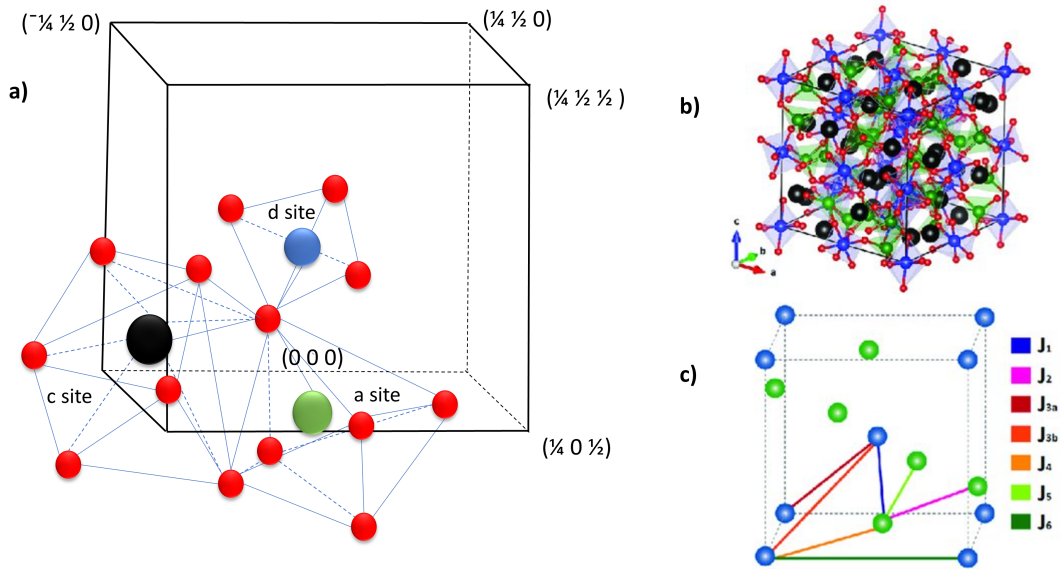 (⁻¼ ½ 0)
(¼ ½ 0)
a)
(¼ ½ ½ )
d site
(0 0 0)
c site
a site
(¼ 0 ½)
b)
c
b
a
c)
J₁
J₂
J₃ₐ
J₃b
J₄
J₅
J₆